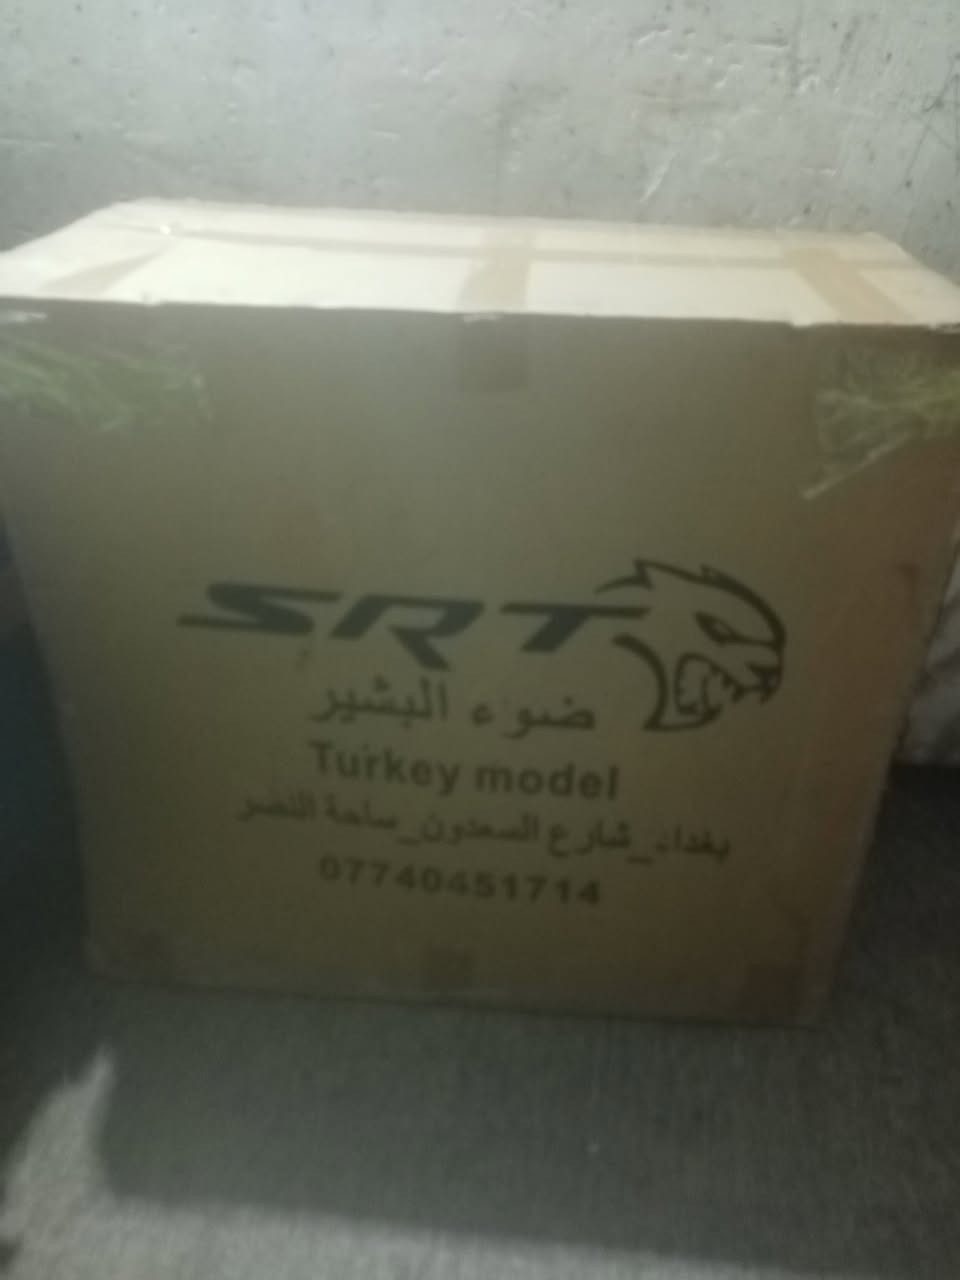 SRT
ضوء البشير
Turkey model
بغداد_شارع السعدون_ساحة النصر
07740451714